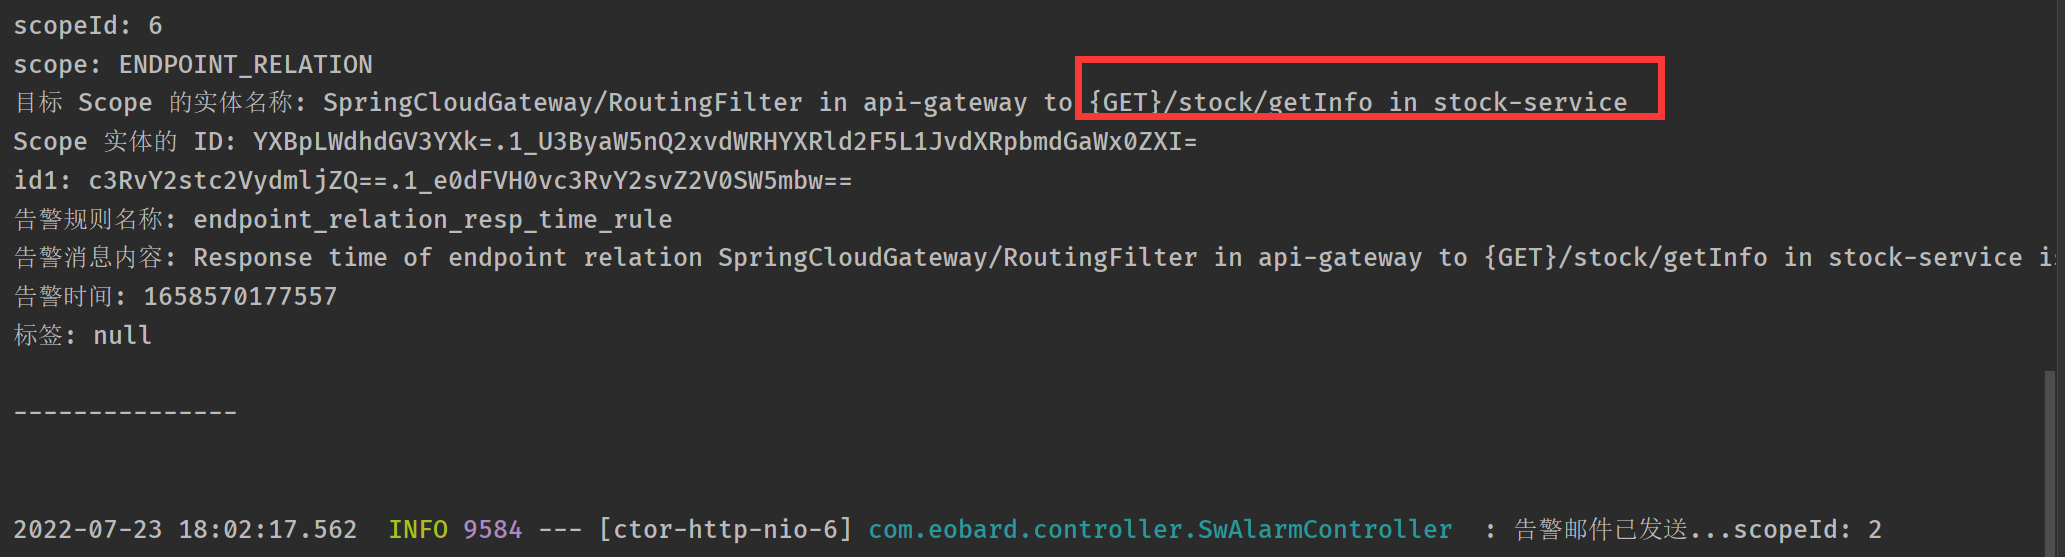 scopeId: 6
scope: ENDPOINT_RELATION
目标 Scope 的实体名称: SpringCloudGateway/RoutingFilter in api-gateway to {GET}/stock/getInfo in stock-service
Scope 实体的 ID: YXBpLWdhdGV3YXk=.1_U3ByaW5nQ2xvdWRHYXRld2F5L1JvdXRpbmdGaWx0ZXI=
id1: c3RvY2stc2VydmljZQ==.1_e0dFVH0vc3RvY2svZ2V0SW5mbw==
告警规则名称: endpoint_relation_resp_time_rule
告警消息内容: Response time of endpoint relation SpringCloudGateway/RoutingFilter in api-gateway to {GET}/stock/getInfo in stock-service is
告警时间: 1658570177557
标签: null
---------------
2022-07-23 18:02:17.562  INFO 9584 --- [ctor-http-nio-6] com.eobard.controller.SwAlarmController  : 告警邮件已发送...scopeId: 2